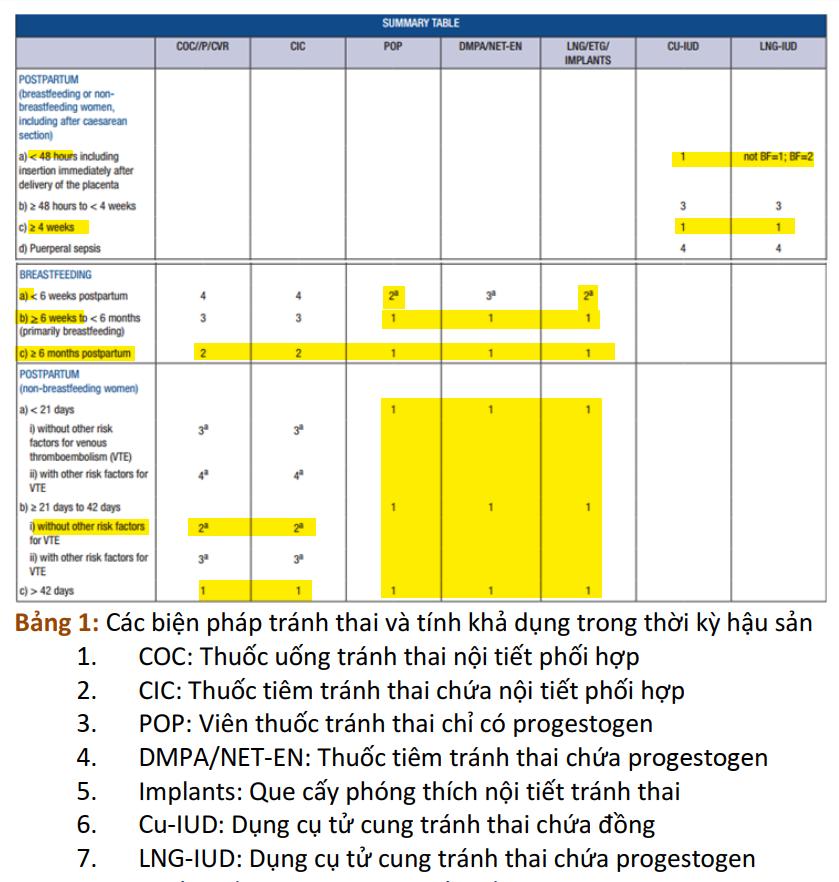 SUMMARY TABLE
COC//P/CVR CIC POP DMPA/NET-EN LNG/ETG/ CU-IUD LNG-IUD
IMPLANTS
POSTPARTUM
(breastfeeding or non-
breastfeeding women,
including after caesarean
section)
a) < 48 hours including 1 not BF=1; BF=2
insertion immediately after
delivery of the placenta
b) ≥ 48 hours to < 4 weeks 3 3
c) ≥ 4 weeks 1 1
d) Puerperal sepsis 4 4
BREASTFEEDING
a) < 6 weeks postpartum 4 4 2ª 3ª 2ª
b) ≥ 6 weeks to < 6 months 3 3 1 1 1
(primarily breastfeeding)
c) ≥ 6 months postpartum 2 2 1 1 1
POSTPARTUM
(non-breastfeeding women)
a) < 21 days 1 1 1
i) without other risk 3ª 3ª
factors for venous
thromboembolism (VTE)
ii) with other risk factors for 4ª 4ª
VTE
b) ≥ 21 days to 42 days 1 1 1
i) without other risk factors 2ª 2ª
for VTE
ii) with other risk factors for 3ª 3ª
VTE
c) > 42 days 1 1 1 1 1
Bảng 1: Các biện pháp tránh thai và tính khả dụng trong thời kỳ hậu sản
1. COC: Thuốc uống tránh thai nội tiết phối hợp
2. CIC: Thuốc tiêm tránh thai chứa nội tiết phối hợp
3. POP: Viên thuốc tránh thai chỉ có progestogen
4. DMPA/NET-EN: Thuốc tiêm tránh thai chứa progestogen
5. Implants: Que cấy phóng thích nội tiết tránh thai
6. Cu-IUD: Dụng cụ tử cung tránh thai chứa đồng
7. LNG-IUD: Dụng cụ tử cung tránh thai chứa progestogen